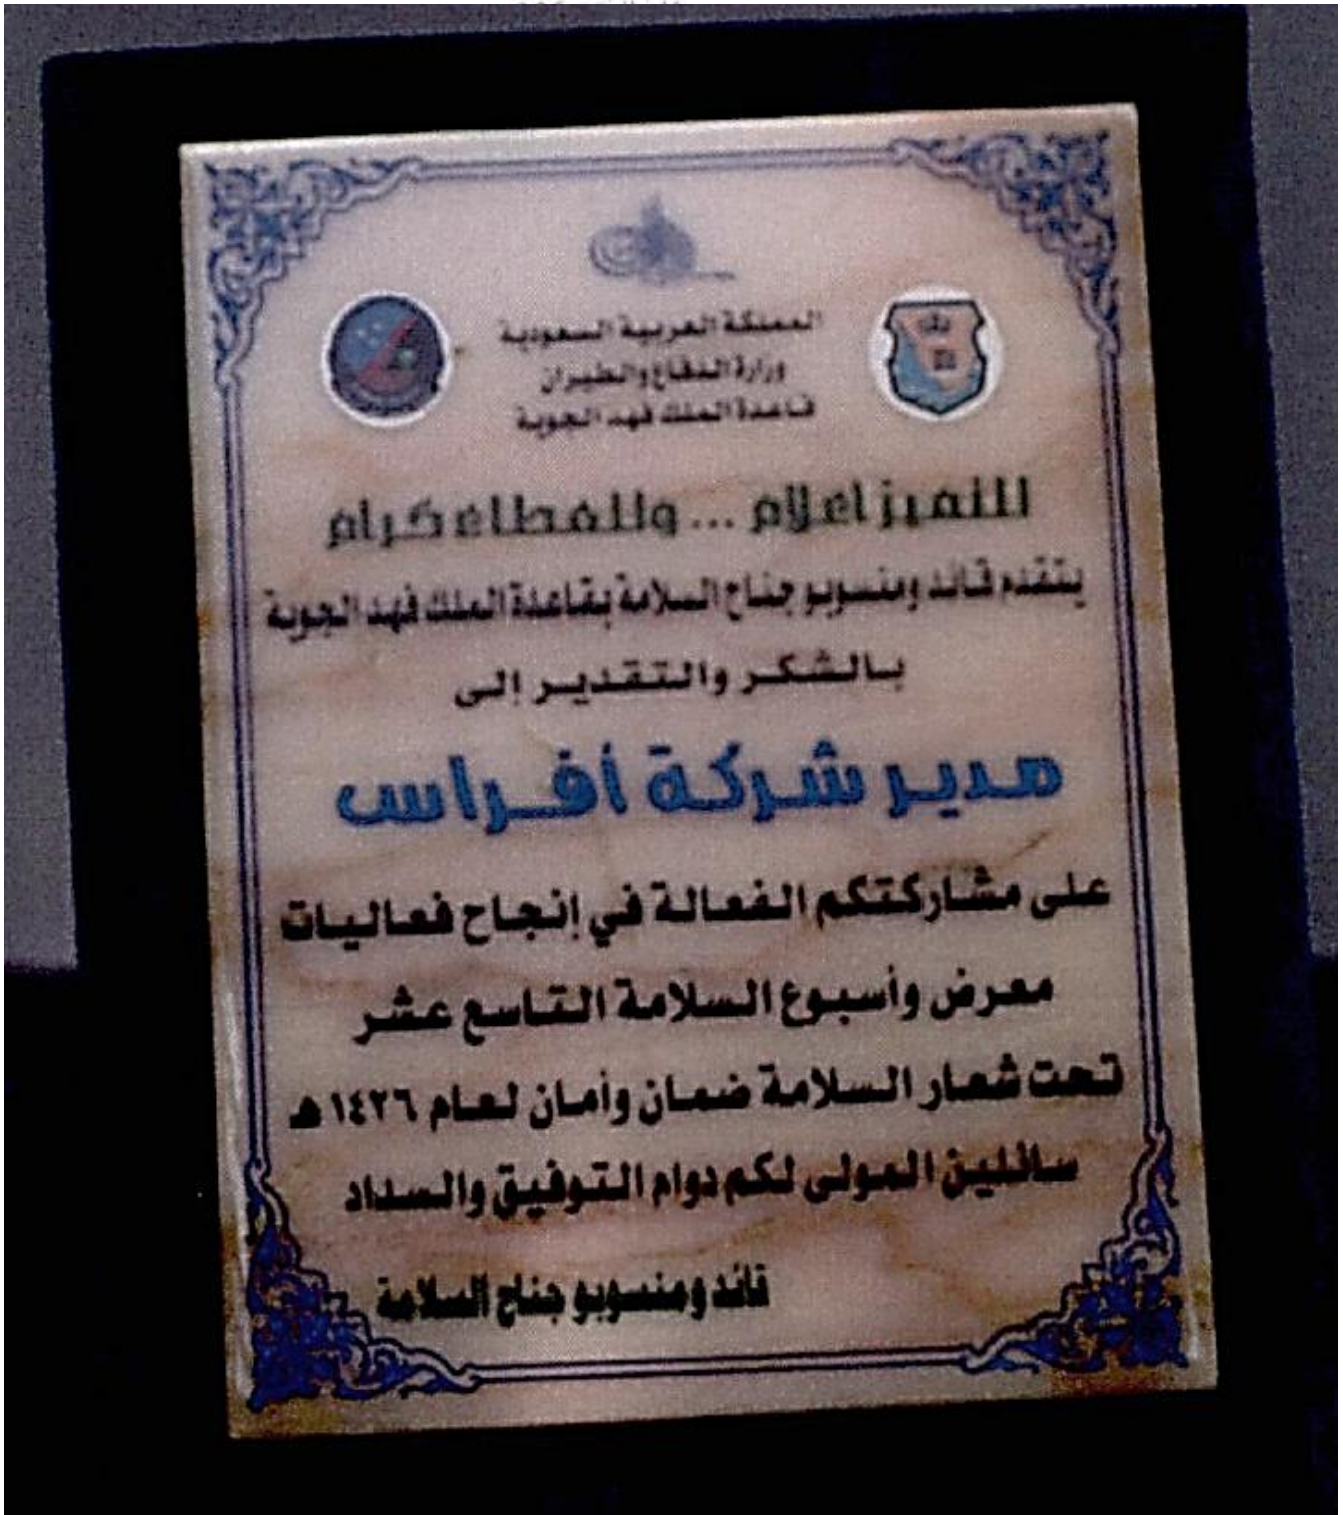 المملكة العربية السعودية
وزارة الدفاع والطيران
قاعدة الملك فهد الجوية
للتميز أعلام ... وللعطاء كرام
يتقدم قائد ومنسوبو جناح السلامة بقاعدة الملك فهد الجوية
بالشكر والتقدير إلى
مدير شركة أفراس
على مشاركتكم الفعالة في إنجاح فعاليات
معرض وأسبوع السلامة التاسع عشر
تحت شعار السلامة ضمان وأمان لعام ١٤٢٦ هـ
سائلين المولى لكم دوام التوفيق والسداد
قائد ومنسوبو جناح السلامة